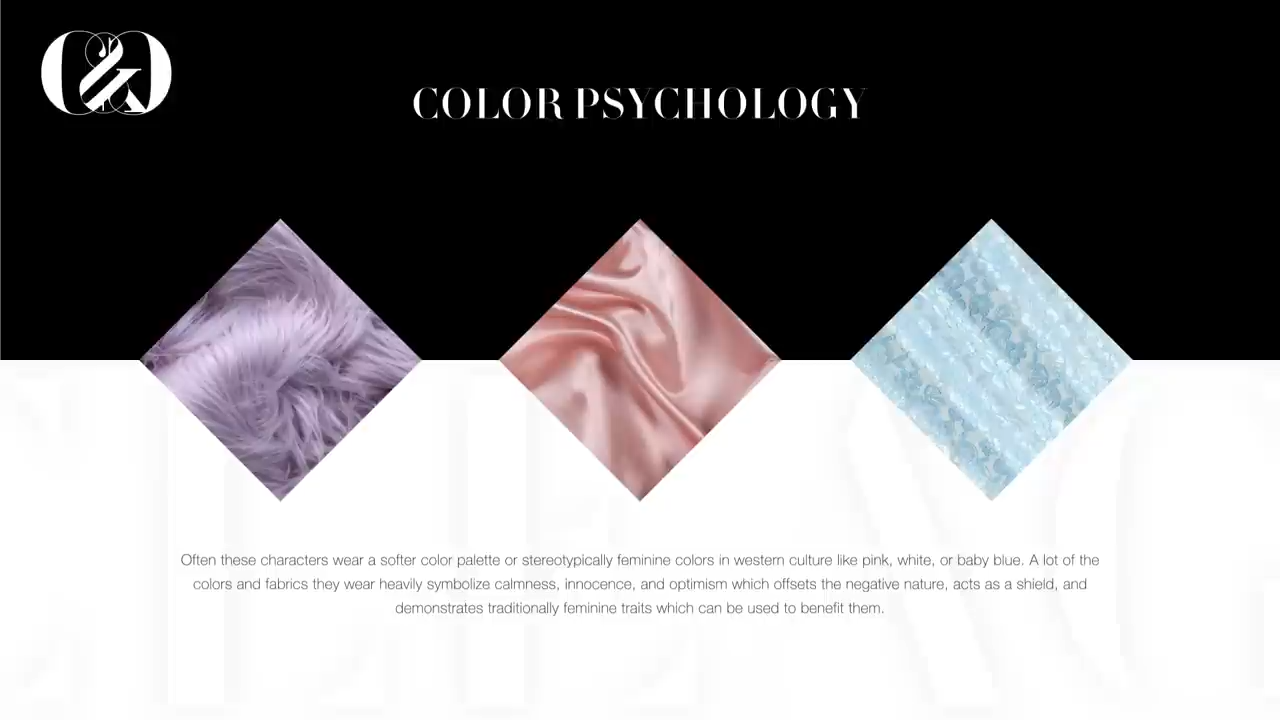 O&O
COLOR PSYCHOLOGY
Often these characters wear a softer color palette or stereotypically feminine colors in western culture like pink, white, or baby blue. A lot of the
colors and fabrics they wear heavily symbolize calmness, innocence, and optimism which offsets the negative nature, acts as a shield, and
demonstrates traditionally feminine traits which can be used to benefit them.